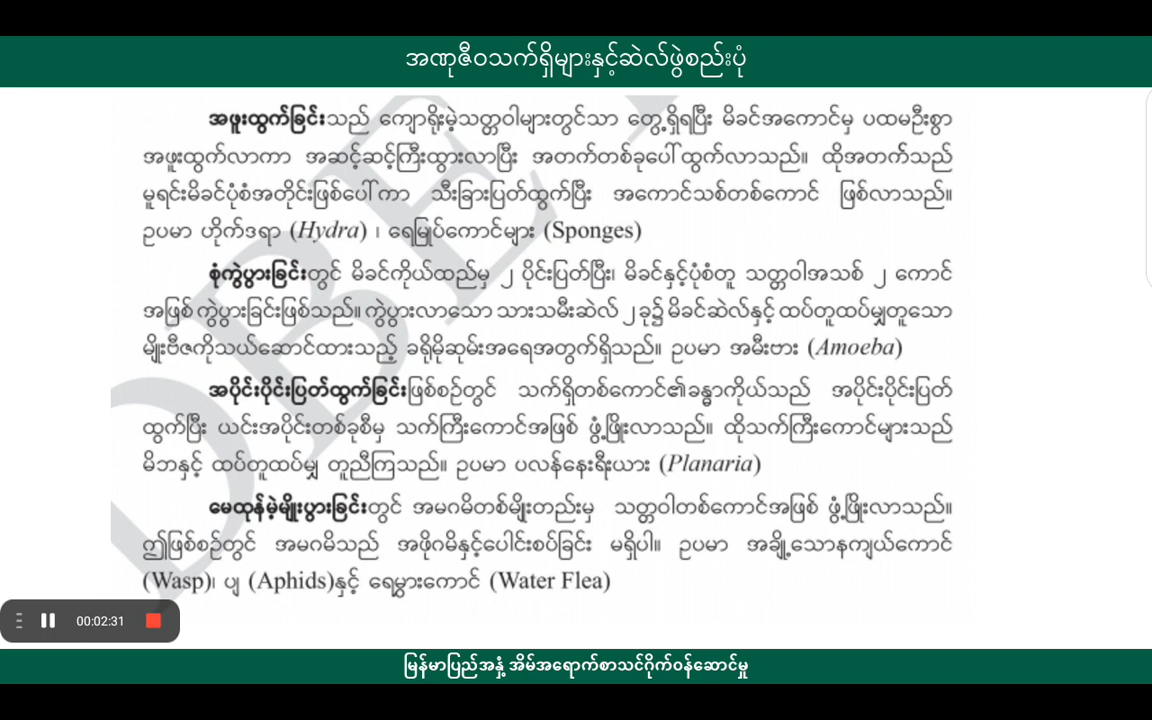 အဏုဇီဝသက်ရှိများနှင့်ဆဲလ်ဖွဲ့စည်းပုံ
အဖူးထွက်ခြင်းသည် ကျောရိုးမဲ့သတ္တဝါများတွင်သာ တွေ့ရှိရပြီး မိခင်အကောင်မှ ပထမဦးစွာ
အဖူးထွက်လာကာ အဆင့်ဆင့်ကြီးထွားလာပြီး အတက်တစ်ခုပေါ်ထွက်လာသည်။ ထိုအတက်သည်
မူရင်းမိခင်ပုံစံအတိုင်းဖြစ်ပေါ်ကာ သီးခြားပြတ်ထွက်ပြီး အကောင်သစ်တစ်ကောင် ဖြစ်လာသည်။
ဥပမာ ဟိုက်ဒရာ (Hydra) ၊ ရေမြှုပ်ကောင်များ (Sponges)
စုံကွဲပွားခြင်းတွင် မိခင်ကိုယ်ထည်မှ ၂ ပိုင်းပြတ်ပြီး၊ မိခင်နှင့်ပုံစံတူ သတ္တဝါအသစ် ၂ ကောင်
အဖြစ်ကွဲပွားခြင်းဖြစ်သည်။ ကွဲပွားလာသော သားသမီးဆဲလ် ၂ခု၌ မိခင်ဆဲလ်နှင့် ထပ်တူထပ်မျှတူသော
မျိုးဗီဇကိုသယ်ဆောင်ထားသည့် ခရိုမိုဆုမ်းအရေအတွက်ရှိသည်။ ဥပမာ အမီးဗား (Amoeba)
အပိုင်းပိုင်းပြတ်ထွက်ခြင်းဖြစ်စဉ်တွင် သက်ရှိတစ်ကောင်၏ခန္ဓာကိုယ်သည် အပိုင်းပိုင်းပြတ်
ထွက်ပြီး ယင်းအပိုင်းတစ်ခုစီမှ သက်ကြီးကောင်အဖြစ် ဖွံ့ဖြိုးလာသည်။ ထိုသက်ကြီးကောင်များသည်
မိဘနှင့် ထပ်တူထပ်မျှ တူညီကြသည်။ ဥပမာ ပလန်နေးရီးယား (Planaria)
မေထုန်မဲ့မျိုးပွားခြင်းတွင် အမဂမိတစ်မျိုးတည်းမှ သတ္တဝါတစ်ကောင်အဖြစ် ဖွံ့ဖြိုးလာသည်။
ဤဖြစ်စဉ်တွင် အမဂမိသည် အဖိုဂမိနှင့်ပေါင်းစပ်ခြင်း မရှိပါ။ ဥပမာ အချို့သောနကျယ်ကောင်
(Wasp)၊ ပျ (Aphids)နှင့် ရေမွှားကောင် (Water Flea)
00:02:31
မြန်မာပြည်အနှံ့ အိမ်အရောက်စာသင်ဂိုက်ဝန်ဆောင်မှု